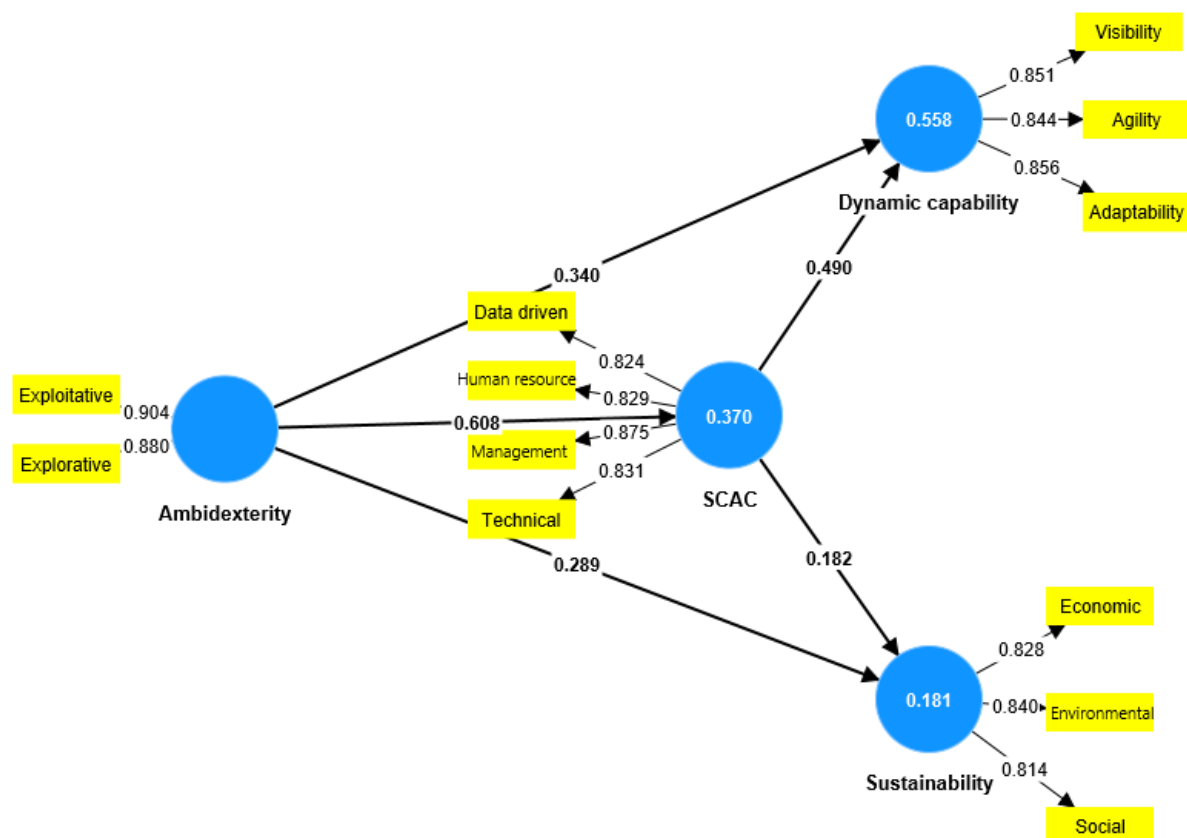 Visibility
0.851
0.558
0.844
Agility
0.856
Dynamic capability
Adaptability
0.340
0.490
Data driven
0.824
Human resource
0.829
Exploitative
0.904
0.608
0.875
0.370
Explorative
0.880
Management
0.831
SCAC
Ambidexterity
Technical
0.289
0.182
Economic
0.828
0.181
0.840
Environmental
0.814
Sustainability
Social